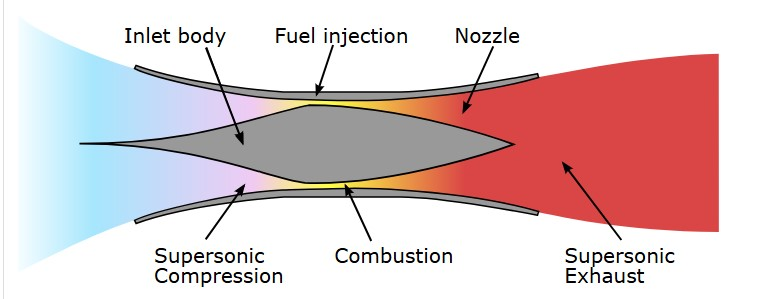 Inlet body
Fuel injection
Nozzle
Supersonic
Compression
Combustion
Supersonic
Exhaust